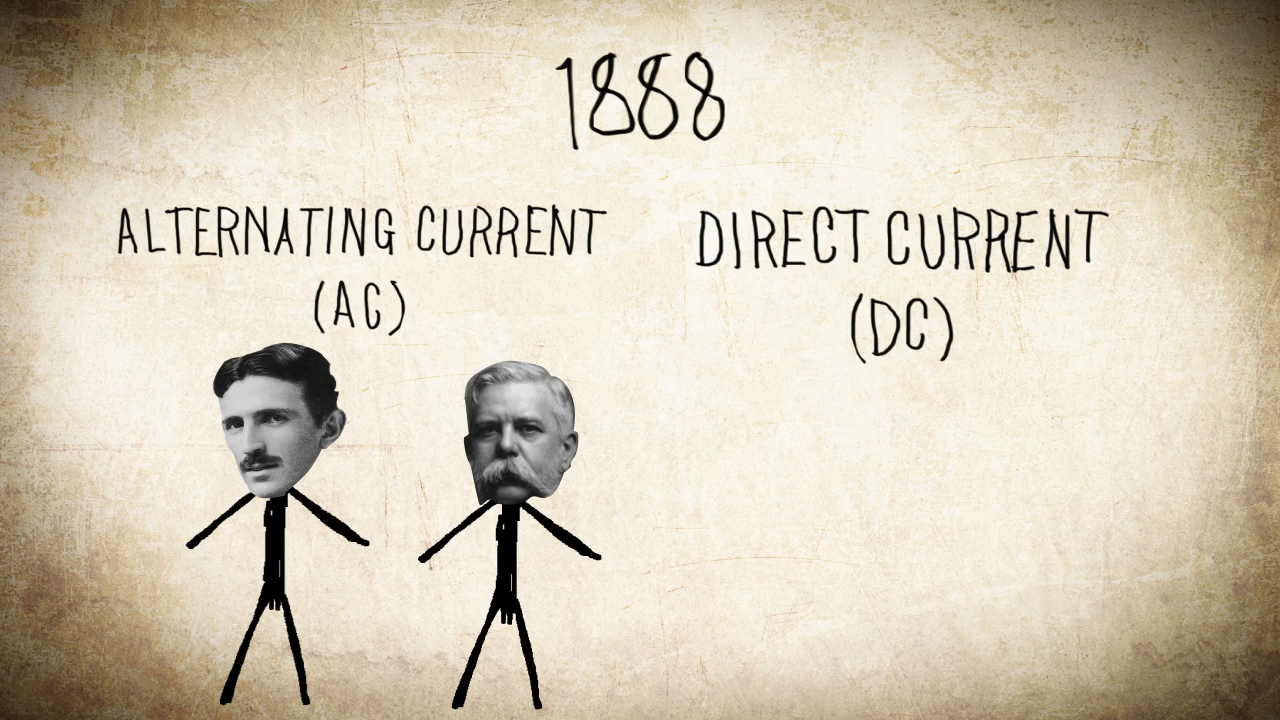 1888
ALTERNATING CURRENT
(AC)
DIRECT CURRENT
(DC)